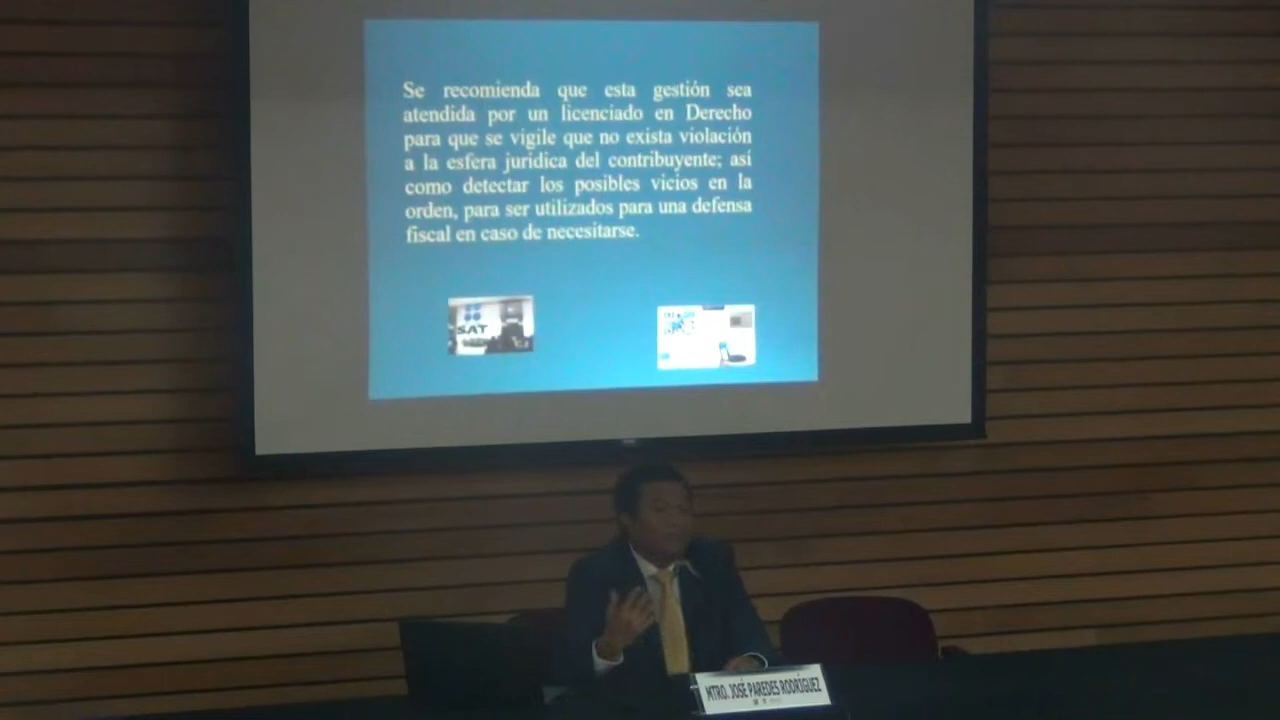 Se recomienda que esta gestión sea
atendida por un licenciado en Derecho
para que se vigile que no exista violación
a la esfera jurídica del contribuyente; así
como detectar los posibles vicios en la
orden, para ser utilizados para una defensa
fiscal en caso de necesitarse.
SAT
MTRO. JOSÉ PAREDES RODRÍGUEZ